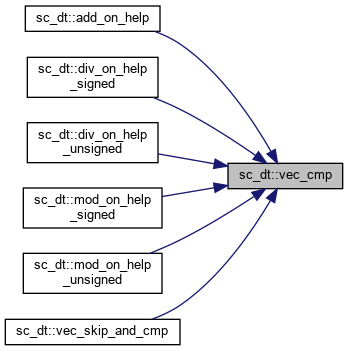 sc_dt::add_on_help
sc_dt::div_on_help
_signed
sc_dt::div_on_help
_unsigned
sc_dt::vec_cmp
sc_dt::mod_on_help
_signed
sc_dt::mod_on_help
_unsigned
sc_dt::vec_skip_and_cmp